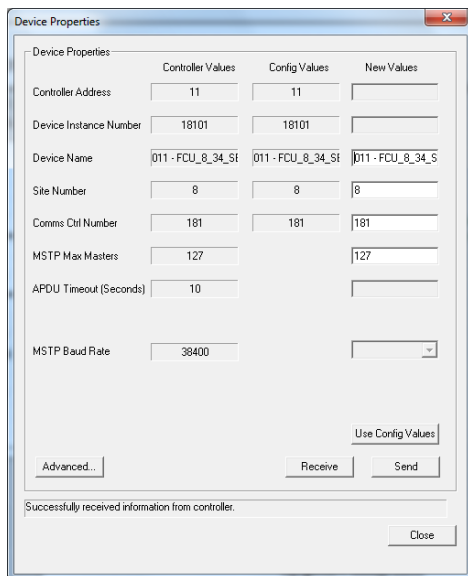 Device Properties
Device Properties
Controller Values Config Values New Values
Controller Address 11 11
Device Instance Number 18101 18101
Device Name 011 - FCU_8_34_SE 011 - FCU_8_34_SE 011 - FCU_8_34_S
Site Number 8 8 8
Comms Ctrl Number 181 181 181
MSTP Max Masters 127 127
APDU Timeout (Seconds) 10
MSTP Baud Rate 38400
Use Config Values
Advanced... Receive Send
Successfully received information from controller.
Close